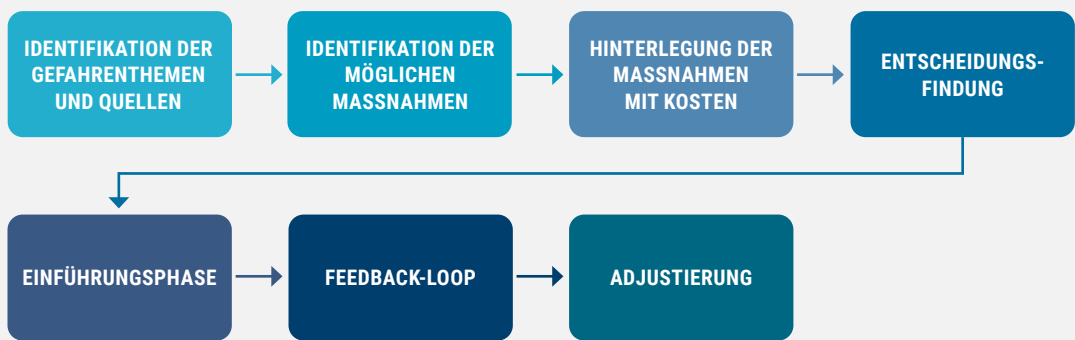 IDENTIFIKATION DER
GEFAHRENTHEMEN
UND QUELLEN
IDENTIFIKATION DER
MÖGLICHEN
MASSNAHMEN
HINTERLEGUNG DER
MASSNAHMEN
MIT KOSTEN
ENTSCHEIDUNGS-
FINDUNG
EINFÜHRUNGSPHASE
FEEDBACK-LOOP
ADJUSTIERUNG